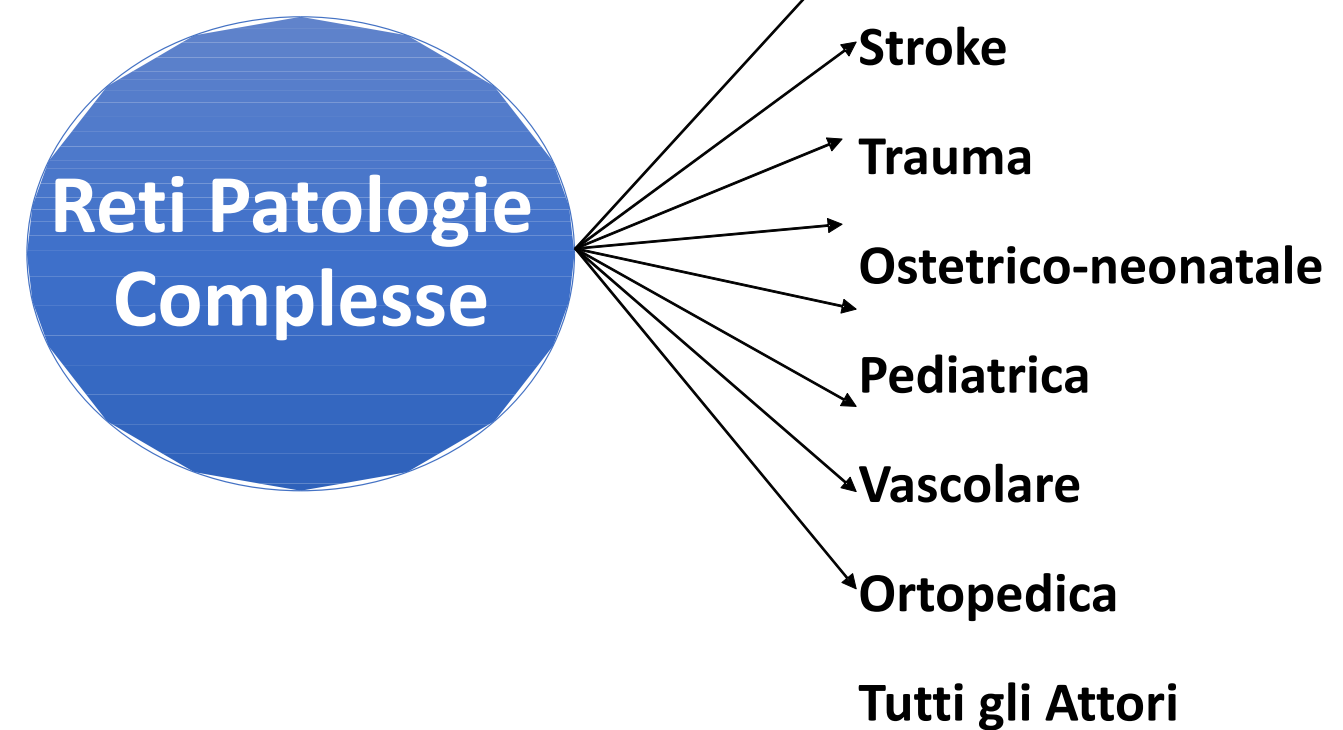 Reti Patologie
Complesse
Stroke
Trauma
Ostetrico-neonatale
Pediatrica
Vascolare
Ortopedica
Tutti gli Attori